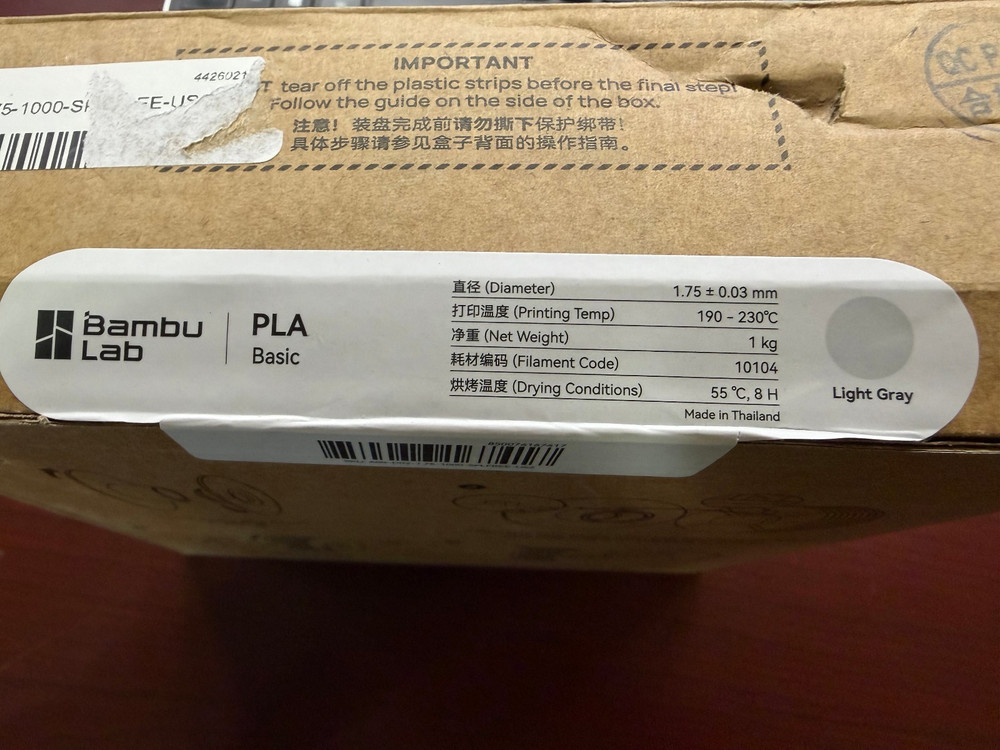 IMPORTANT
tear off the plastic strips before the final step!
Follow the guide on the side of the box.
注意！装盘完成前请勿撕下保护绑带！
具体步骤请参见盒子背面的操作指南。
4426021
5-1000-SP
EE-US
QC
Bambu
Lab
PLA
Basic
直径 (Diameter) 1.75 ± 0.03 mm
打印温度 (Printing Temp) 190 - 230℃
净重 (Net Weight) 1 kg
耗材编码 (Filament Code) 10104
烘烤温度 (Drying Conditions) 55 ℃, 8 H
Made in Thailand
Light Gray